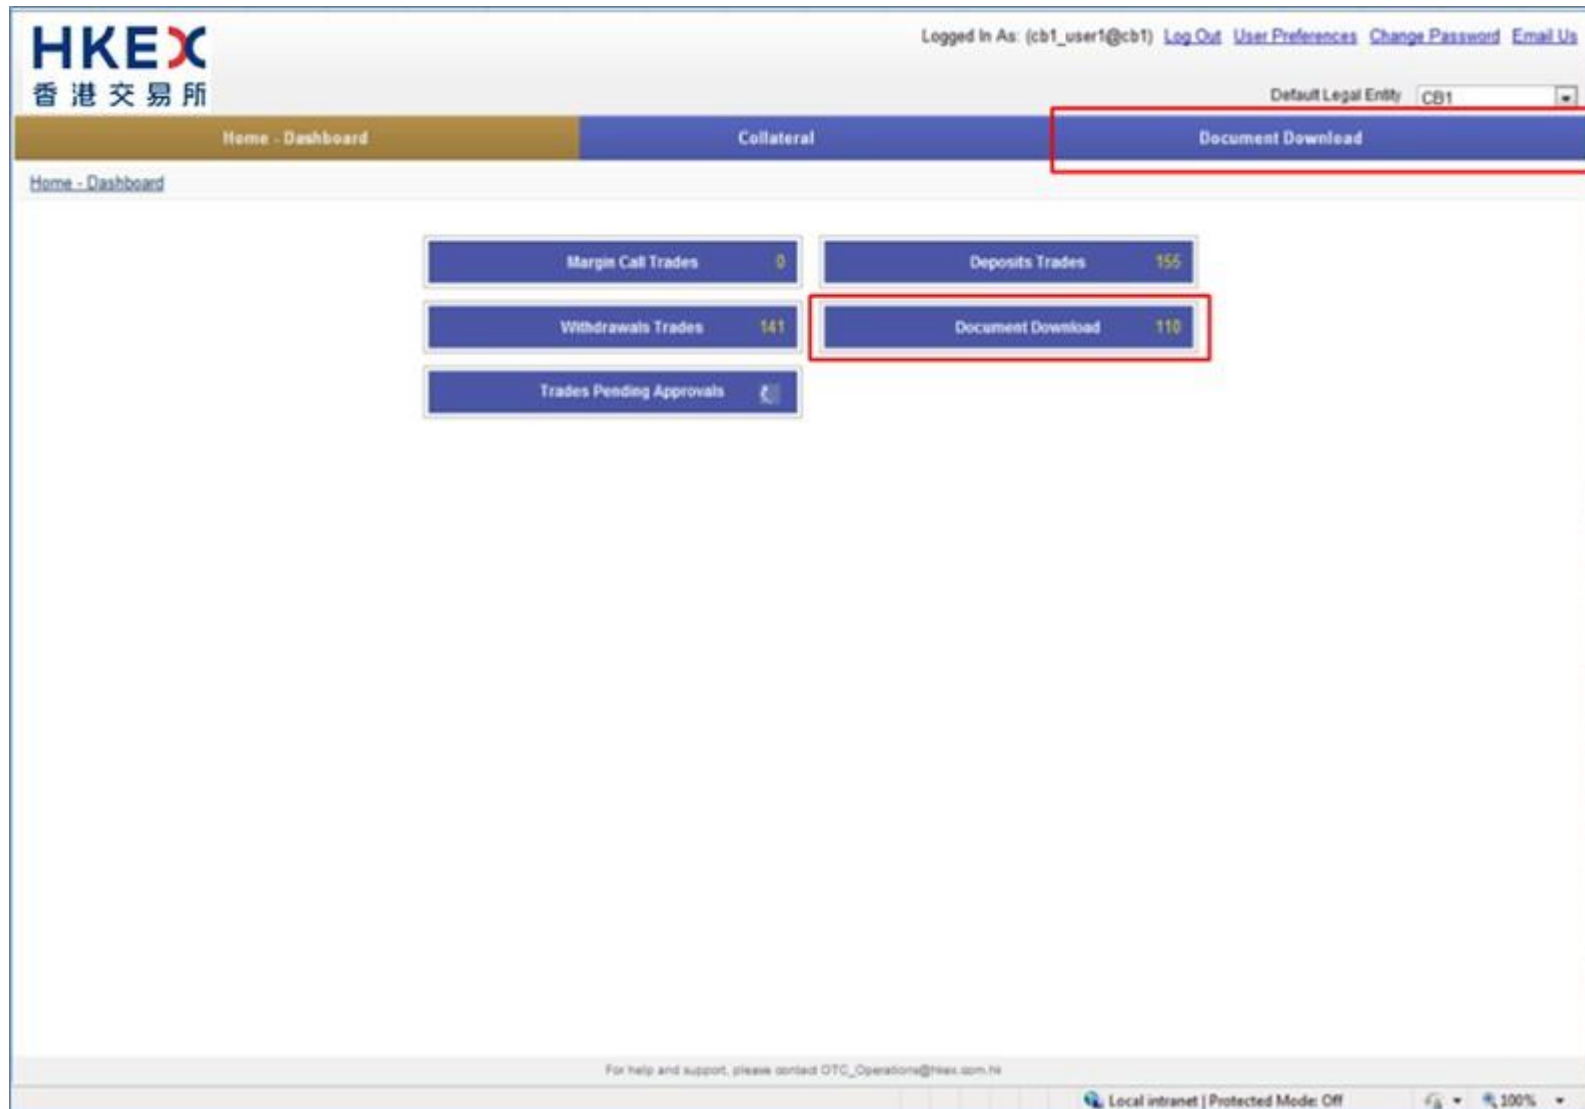 HKEX
香港交易所
Logged In As: (cb1_user1@cb1) Log Out User Preferences Change Password Email Us
Default Legal Entity CB1
Home - Dashboard Collateral Document Download
Home - Dashboard
Margin Call Trades 0 Deposits Trades 155
Withdrawals Trades 141 Document Download 110
Trades Pending Approvals
For help and support, please contact OTC_Operations@hkex.com.hk
Local intranet | Protected Mode: Off 100%